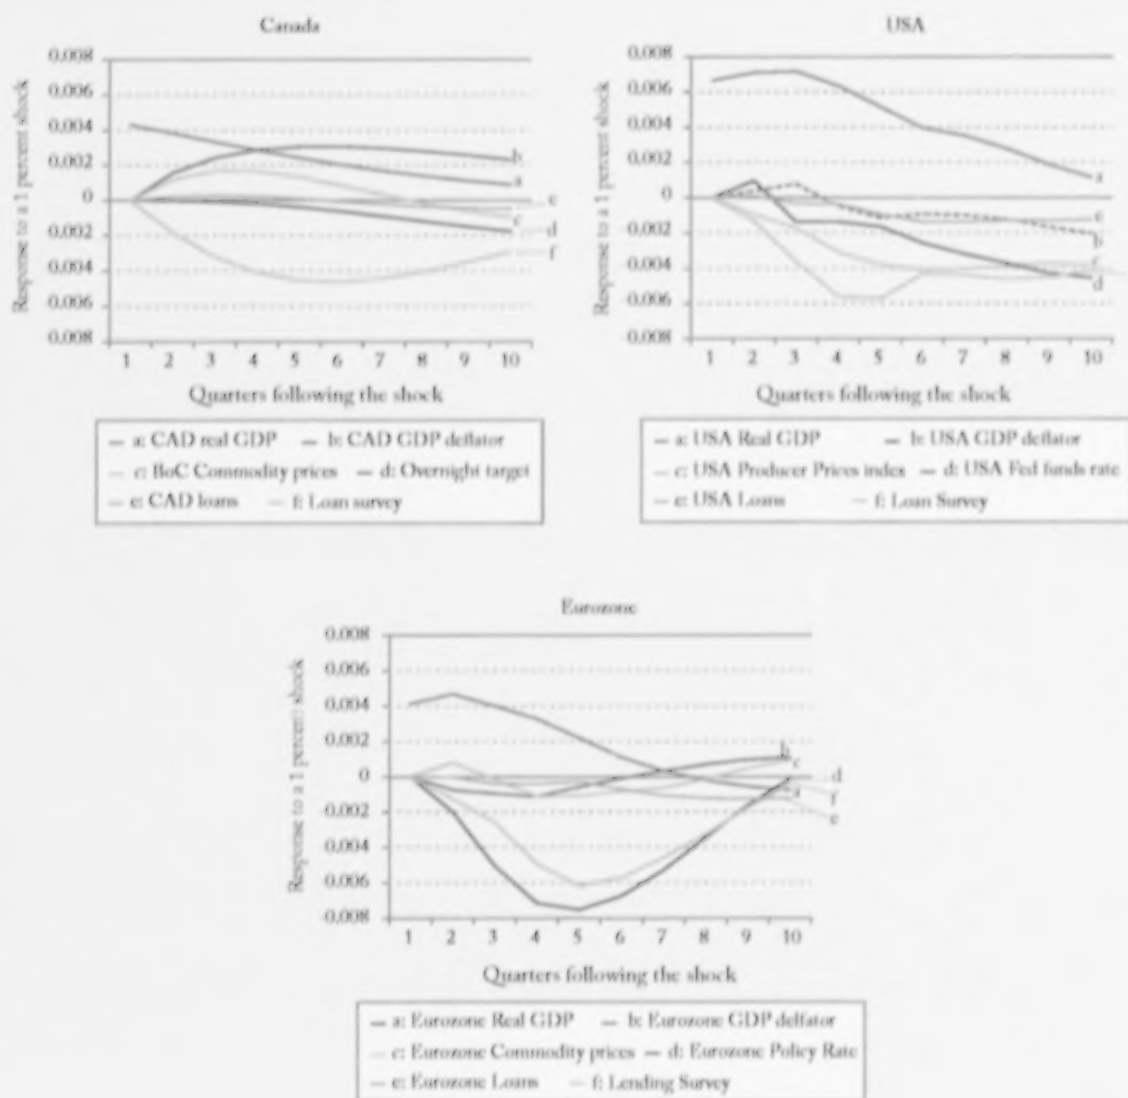 Canada
Response to a 1 percent shock
0.008
0.006
0.004
0.002
0
0.002
0.004
0.006
0.008
b
a
e
c
d
f
1 2 3 4 5 6 7 8 9 10
Quarters following the shock
a: CAD real GDP b: CAD GDP deflator
c: BoC Commodity prices d: Overnight target
e: CAD loans f: Loan survey
USA
Response to a 1 percent shock
0.008
0.006
0.004
0.002
0
0.002
0.004
0.006
0.008
a
e
b
c
f
d
1 2 3 4 5 6 7 8 9 10
Quarters following the shock
a: USA Real GDP b: USA GDP deflator
c: USA Producer Prices index d: USA Fed funds rate
e: USA Loans f: Loan Survey
Eurozone
Response to a 1 percent shock
0.008
0.006
0.004
0.002
0
0.002
0.004
0.006
0.008
b
c
d
a
f
e
1 2 3 4 5 6 7 8 9 10
Quarters following the shock
a: Eurozone Real GDP b: Eurozone GDP delfator
c: Eurozone Commodity prices d: Eurozone Policy Rate
e: Eurozone Loans f: Lending Survey